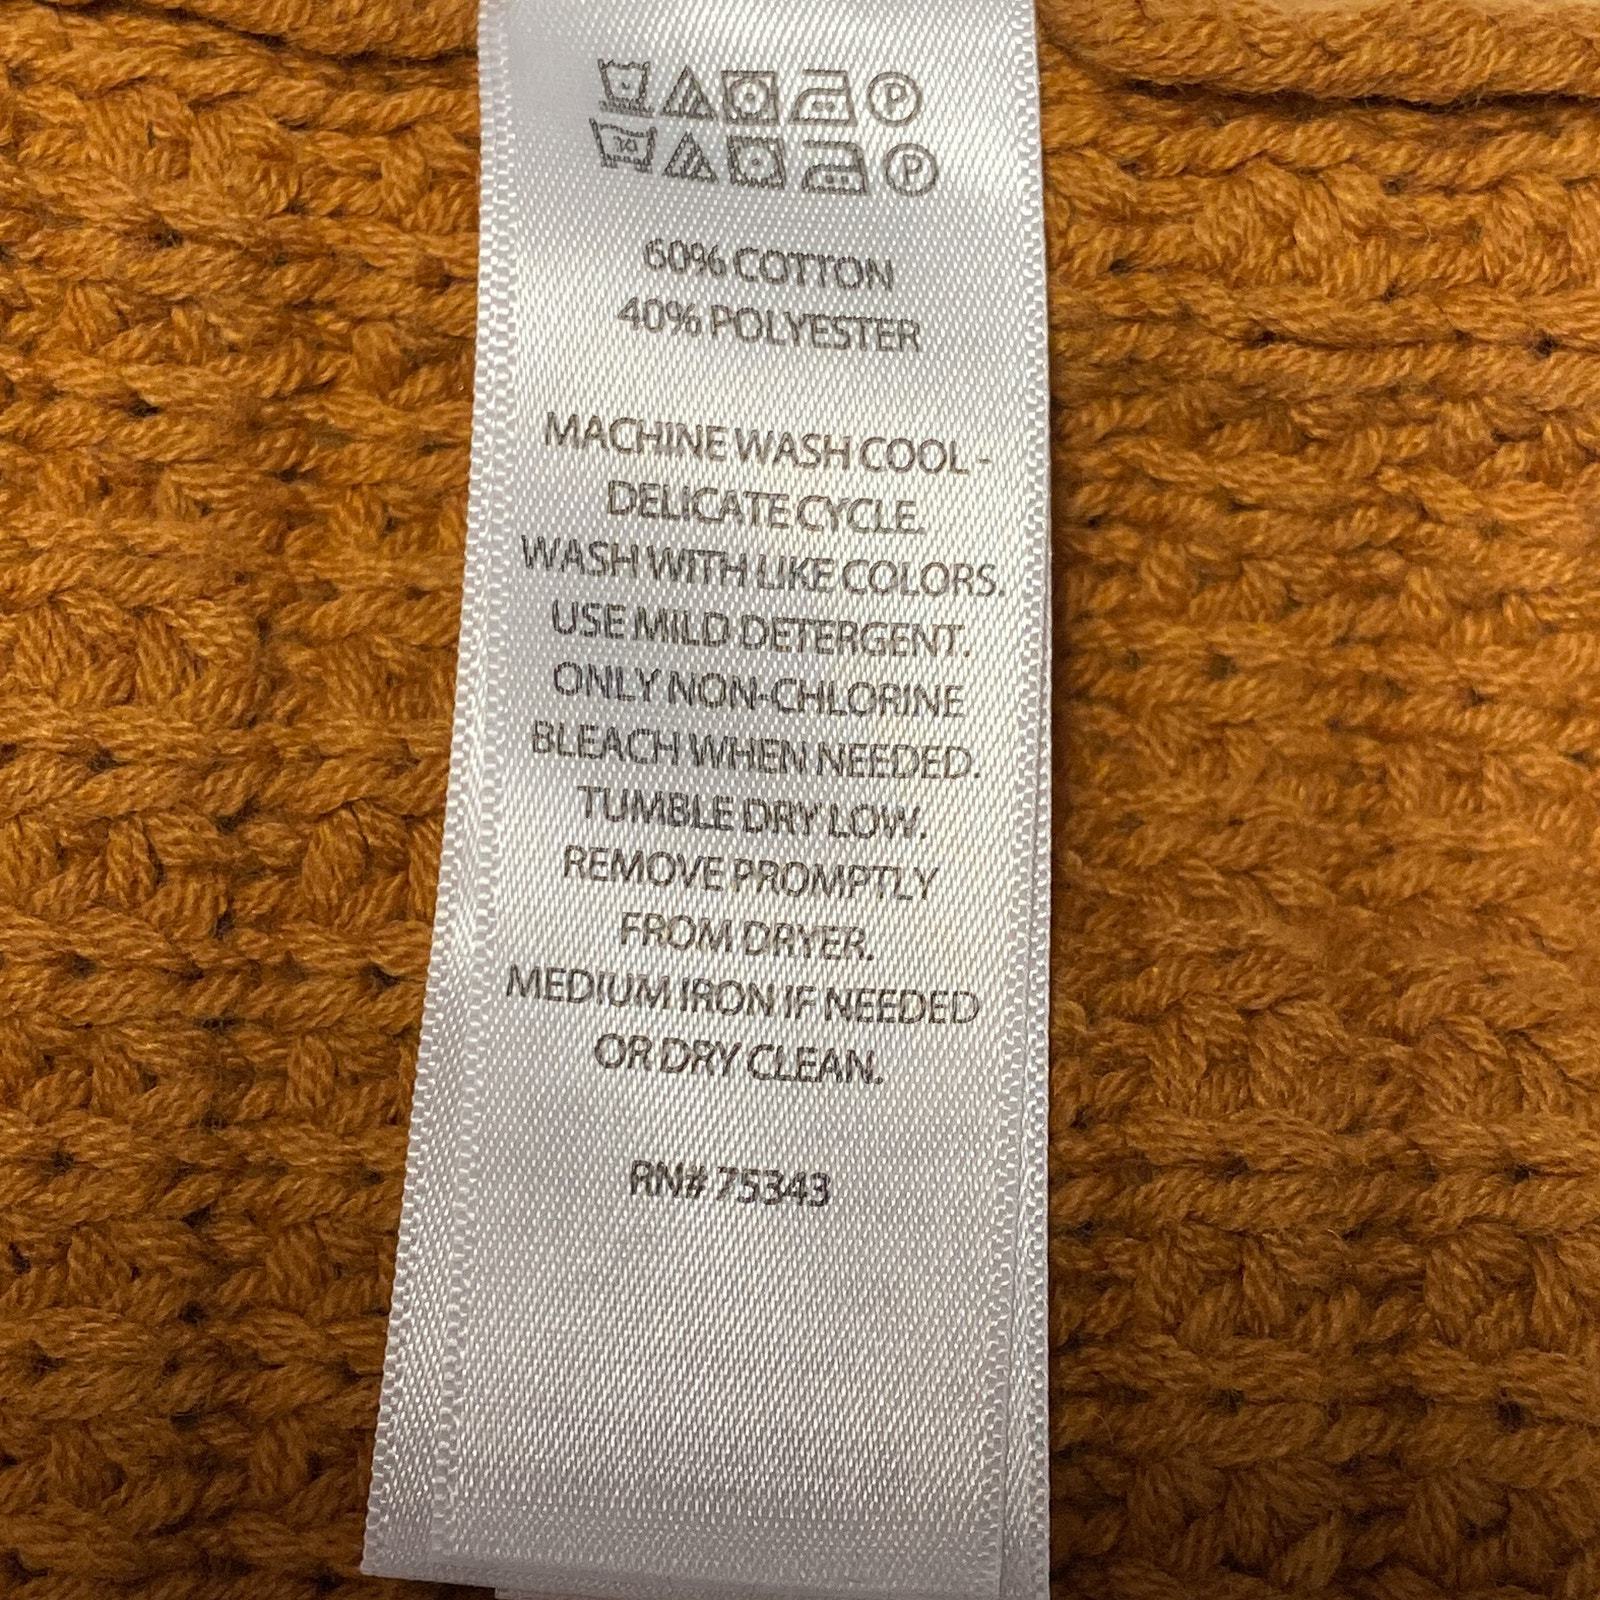 P
30 P
60% COTTON
40% POLYESTER
MACHINE WASH COOL -
DELICATE CYCLE.
WASH WITH LIKE COLORS.
USE MILD DETERGENT.
ONLY NON-CHLORINE
BLEACH WHEN NEEDED.
TUMBLE DRY LOW.
REMOVE PROMPTLY
FROM DRYER.
MEDIUM IRON IF NEEDED
OR DRY CLEAN.
RN# 75343